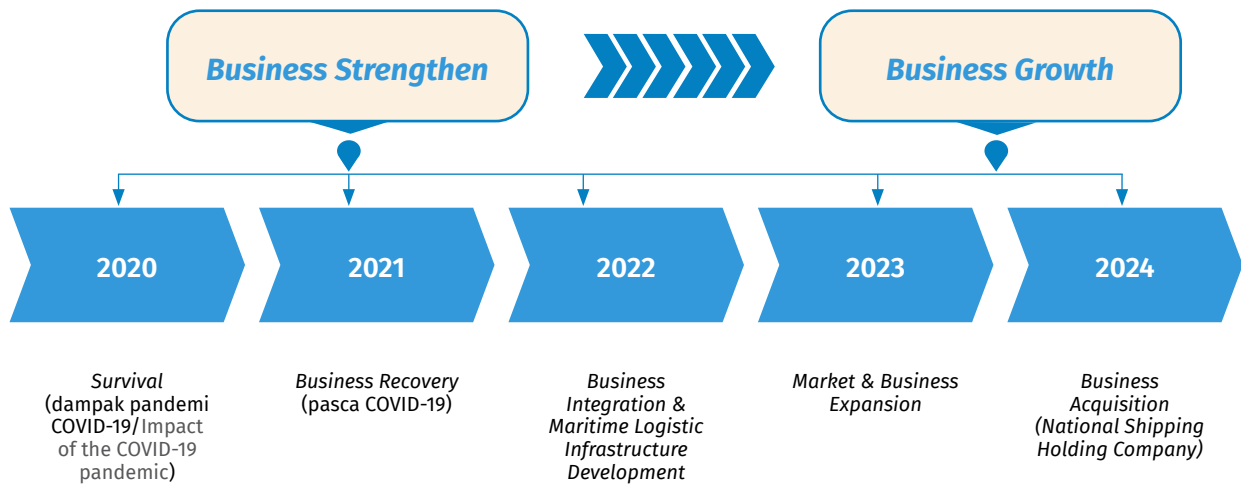 Business Strengthen
Business Growth
2020
2021
2022
2023
2024
Survival
(dampak pandemi
COVID-19/Impact
of the COVID-19
pandemic)
Business Recovery
(pasca COVID-19)
Business
Integration &
Maritime Logistic
Infrastructure
Development
Market & Business
Expansion
Business
Acquisition
(National Shipping
Holding Company)